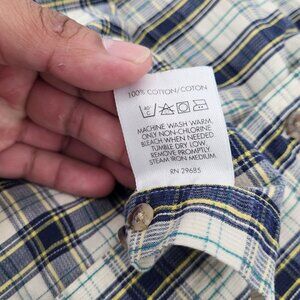 100% COTTON/COTON
40°
MACHINE WASH WARM.
ONLY NON-CHLORINE
BLEACH WHEN NEEDED
TUMBLE DRY LOW.
REMOVE PROMPTLY
STEAM IRON MEDIUM.
RN 29685